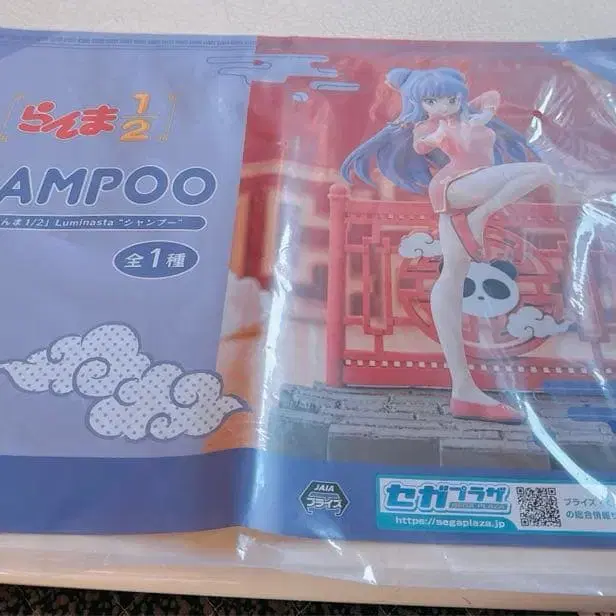 らんま1/2
AMPOO
んま1/2」Luminasta "シャンプー"
全1種
JAIA
プライズ
セガプラザ
SEGA PLAZA
https://segaplaza.jp
プライズ
の総合情報